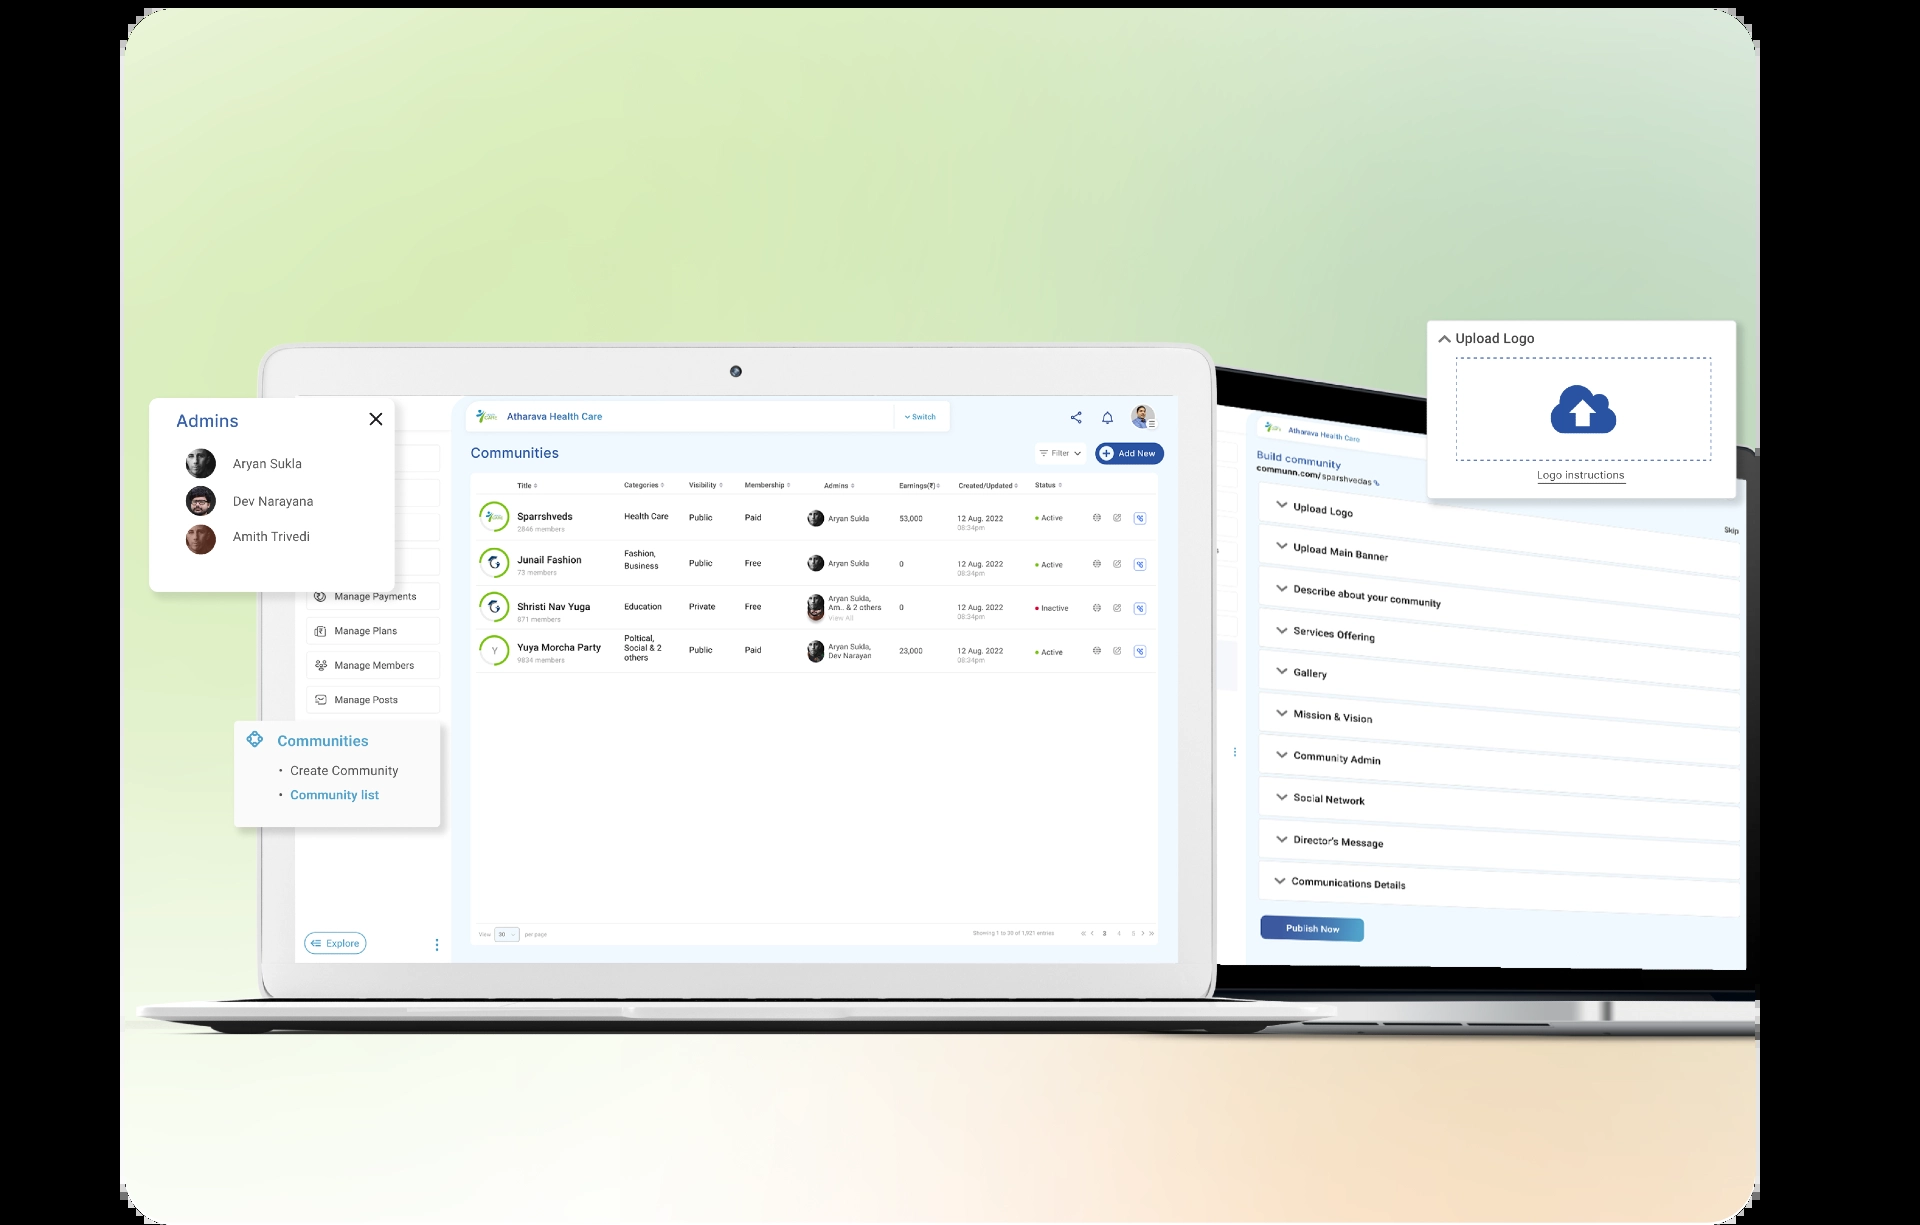 Admins
Aryan Sukla
Dev Narayana
Amith Trivedi
Manage Payments
Manage Plans
Manage Members
Manage Posts
Communities
Create Community
Community list
Explore
Atharava Health Care
Switch
Communities
Filter
Add New
Title Categories Visibility Membership Admins Earnings(₹) Created/Updated Status
Sparrshveds Health Care Public Paid Aryan Sukla 53,000 12 Aug. 2022 Active
2846 members 08:34pm
Junail Fashion Fashion, Business Public Free Aryan Sukla 0 12 Aug. 2022 Active
73 members 08:34pm
Shristi Nav Yuga Education Private Free Aryan Sukla, Am.. & 2 others 0 12 Aug. 2022 Inactive
871 members View All 08:34pm
Y Yuya Morcha Party Poltical, Social & 2 others Public Paid Aryan Sukla, Dev Narayan 23,000 12 Aug. 2022 Active
9834 members 08:34pm
View 30 per page
Showing 1 to 20 of 1,921 entries
3 4 5
Upload Logo
Logo instructions
Atharava Health Care
Build community
communn.com/sparshvedas
Skip
Upload Logo
Upload Main Banner
Describe about your community
Services Offering
Gallery
Mission & Vision
Community Admin
Social Network
Director's Message
Communications Details
Publish Now